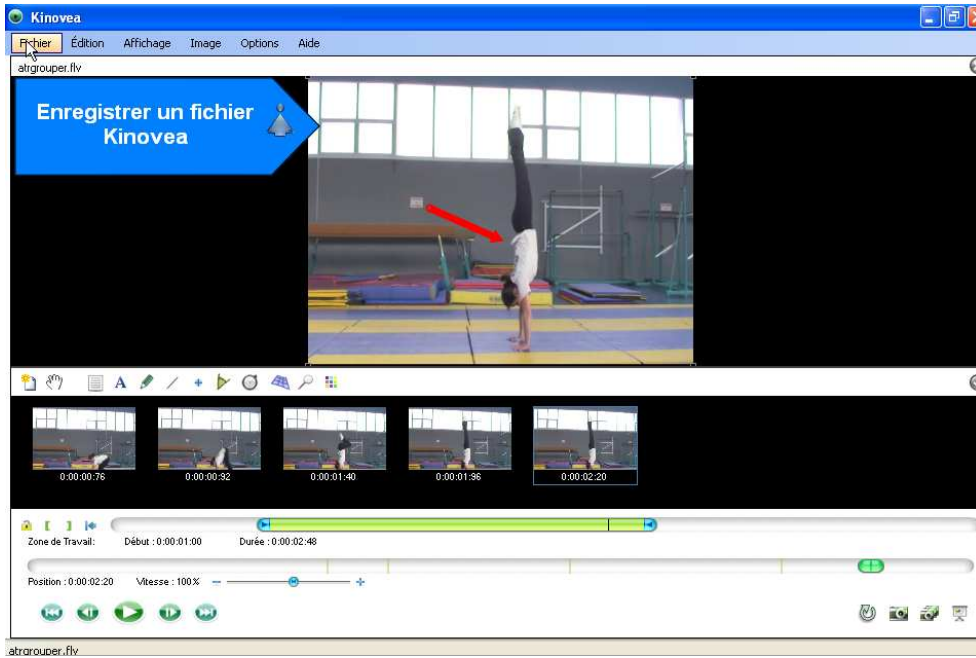 Kinovea
Fichier Édition Affichage Image Options Aide
atrgrouper.flv
Enregistrer un fichier
Kinovea
0:00:00:76 0:00:00:92 0:00:01:40 0:00:01:96 0:00:02:20
Zone de Travail: Début : 0:00:01:00 Durée : 0:00:02:48
Position : 0:00:02:20 Vitesse : 100%
atrgrouper.flv